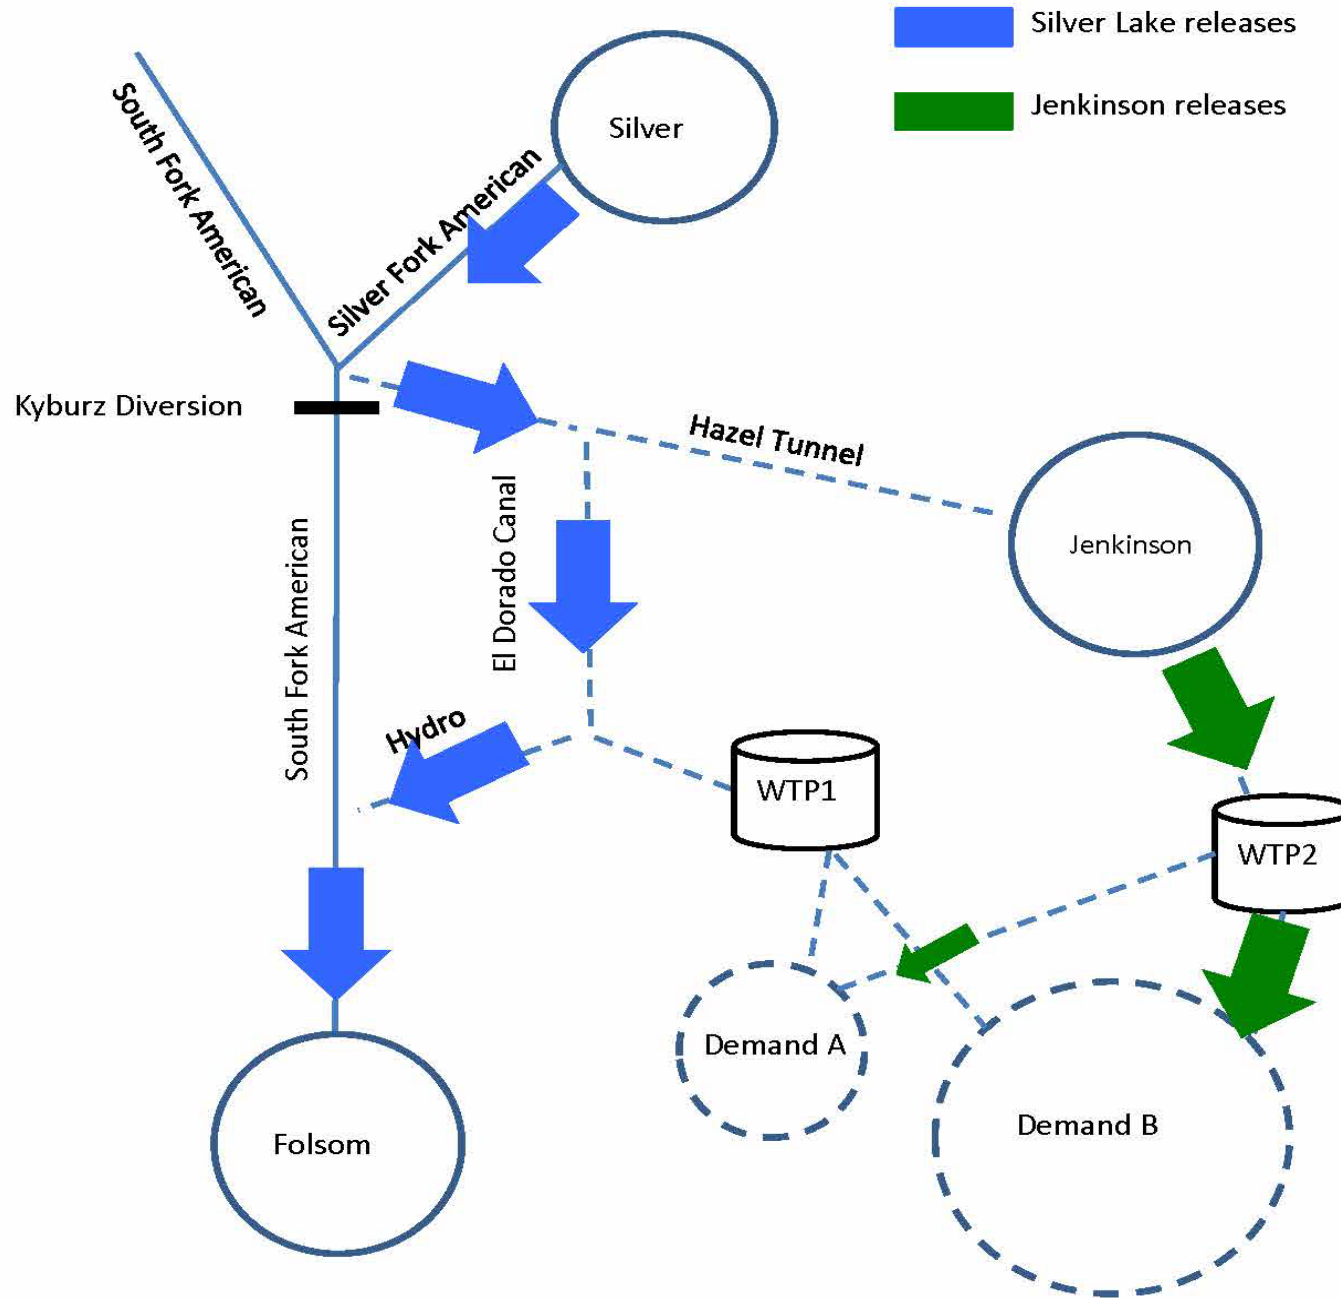 Silver Lake releases
Jenkinson releases
South Fork American
Silver
Silver Fork American
Kyburz Diversion
Hazel Tunnel
El Dorado Canal
Jenkinson
South Fork American
Hydro
WTP1
WTP2
Demand A
Demand B
Folsom